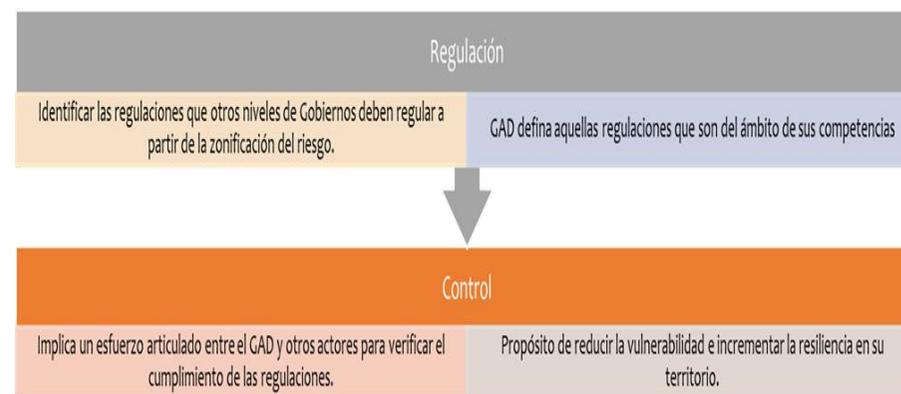 Regulación
Identificar las regulaciones que otros niveles de Gobiernos deben regular a
partir de la zonificación del riesgo.
GAD defina aquellas regulaciones que son del ámbito de sus competencias
Control
Implica un esfuerzo articulado entre el GAD y otros actores para verificar el
cumplimiento de las regulaciones.
Propósito de reducir la vulnerabilidad e incrementar la resiliencia en su
territorio.